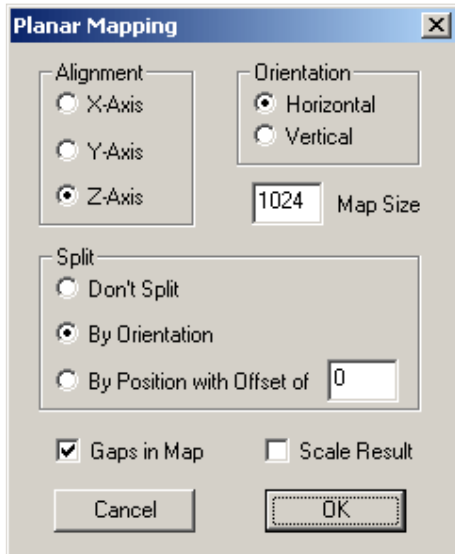 Planar Mapping
Alignment
X-Axis
Y-Axis
Z-Axis
Orientation
Horizontal
Vertical
1024 Map Size
Split
Don't Split
By Orientation
By Position with Offset of 0
Gaps in Map
Scale Result
Cancel
OK